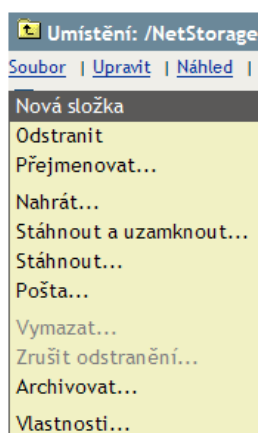 Umístění: /NetStorage
Soubor | Upravit | Náhled |
Nová složka
Odstranit
Přejmenovat...
Nahrát...
Stáhnout a uzamknout...
Stáhnout...
Pošta...
Vymazat...
Zrušit odstranění...
Archivovat...
Vlastnosti...